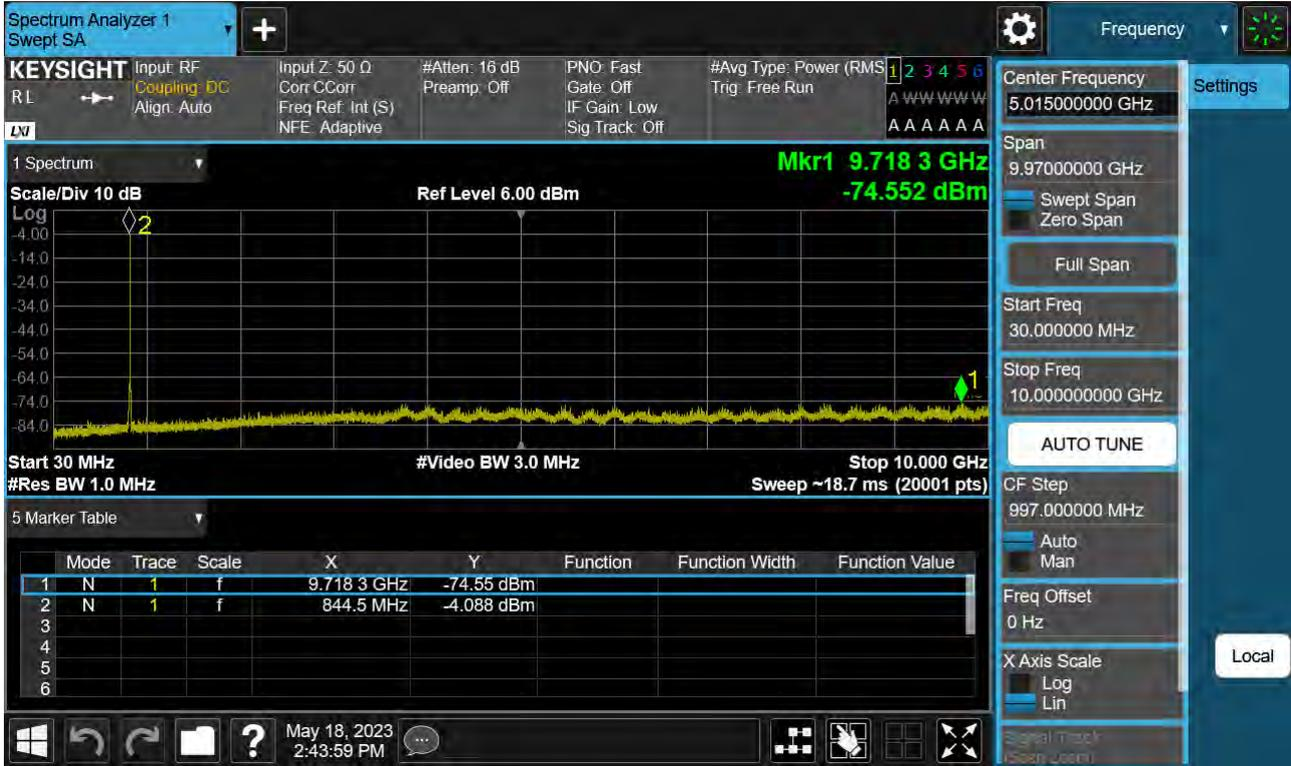 Spectrum Analyzer 1
Swept SA
Frequency
KEYSIGHT
RL
LXI
Input: RF
Coupling: DC
Align: Auto
Input Z: 50 Ω
Corr CCorr
Freq Ref: Int (S)
NFE: Adaptive
#Atten: 16 dB
Preamp: Off
PNO: Fast
Gate: Off
IF Gain: Low
Sig Track: Off
#Avg Type: Power (RMS
Trig: Free Run
1 2 3 4 5 6
A W W W W W
A A A A A A
1 Spectrum
Mkr1 9.718 3 GHz
-74.552 dBm
Scale/Div 10 dB
Ref Level 6.00 dBm
Log
-4.00
-14.0
-24.0
-34.0
-44.0
-54.0
-64.0
-74.0
-84.0
2
1
Start 30 MHz
#Video BW 3.0 MHz
Stop 10.000 GHz
#Res BW 1.0 MHz
Sweep ~18.7 ms (20001 pts)
5 Marker Table
Mode Trace Scale X Y Function Function Width Function Value
1 N 1 f 9.718 3 GHz -74.55 dBm
2 N 1 f 844.5 MHz -4.088 dBm
3
4
5
6
May 18, 2023
2:43:59 PM
Center Frequency
5.015000000 GHz
Settings
Span
9.97000000 GHz
Swept Span
Zero Span
Full Span
Start Freq
30.000000 MHz
Stop Freq
10.000000000 GHz
AUTO TUNE
CF Step
997.000000 MHz
Auto
Man
Freq Offset
0 Hz
X Axis Scale
Log
Lin
Local
Signal Track
(Span Zoom)